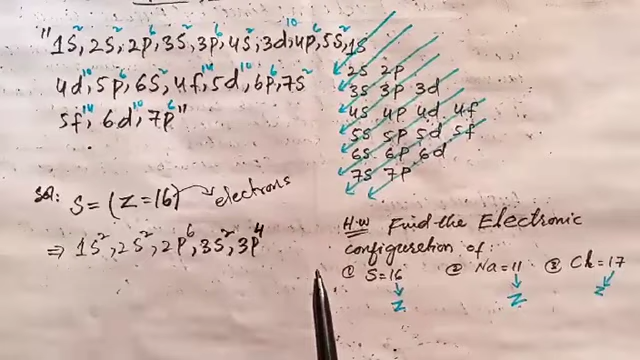 "1S², 2S², 2p⁶, 3S², 3p⁶, 4S², 3d¹⁰, 4p⁶, 5S²,
4d¹⁰, 5p⁶, 6S², 4f¹⁴, 5d¹⁰, 6p⁶, 7S²
5f¹⁴, 6d¹⁰, 7p⁶"
1S
2S 2p
3S 3p 3d
4S 4p 4d 4f
5S 5p 5d 5f
6S 6p 6d
7S 7p
Sol: S = (Z=16) electrons
⇒ 1S², 2S², 2p⁶, 3S², 3p⁴
H.W Find the Electronic
configuration of:
① S=16 ② Na=11 ③ Cl=17
Z Z Z